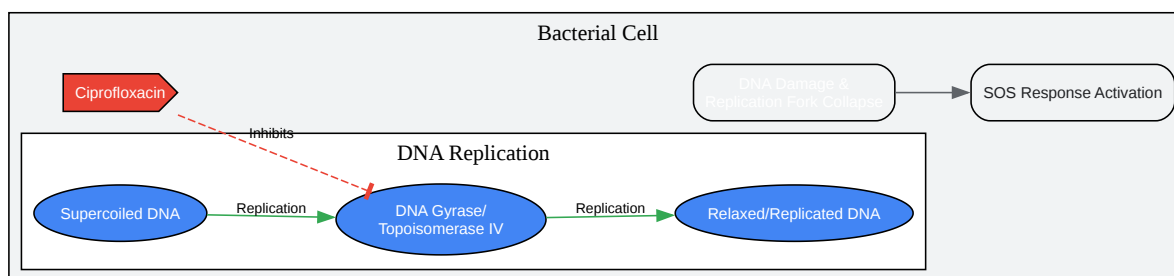 Bacterial Cell
Ciprofloxacin
DNA Damage &
Replication Fork Collapse
SOS Response Activation
Inhibits
DNA Replication
Supercoiled DNA
Replication
DNA Gyrase/
Topoisomerase IV
Replication
Relaxed/Replicated DNA